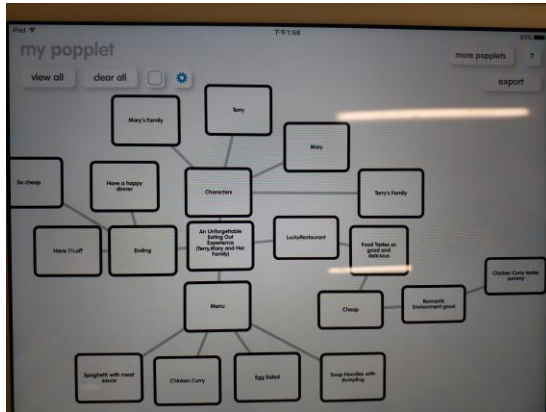 iPad
下午1:58
99%
my popplet
more popplets
?
view all
clear all
export
Mary's Family
Terry
Mary
So cheap
Have a happy
dinner
Characters
Terry's Family
Have 1% off
Ending
An Unforgettable
Eating Out
Experience
(Terry,Mary and Her
Family)
LuckyRestaurant
Food Tastes so
good and
delicious
Chicken Curry tastes
yummy
Menu
Cheap
Romantic
Environment good
Spaghetti with meat
sauce
Chinken Curry
Egg Salad
Soup Noodles with
dumpling